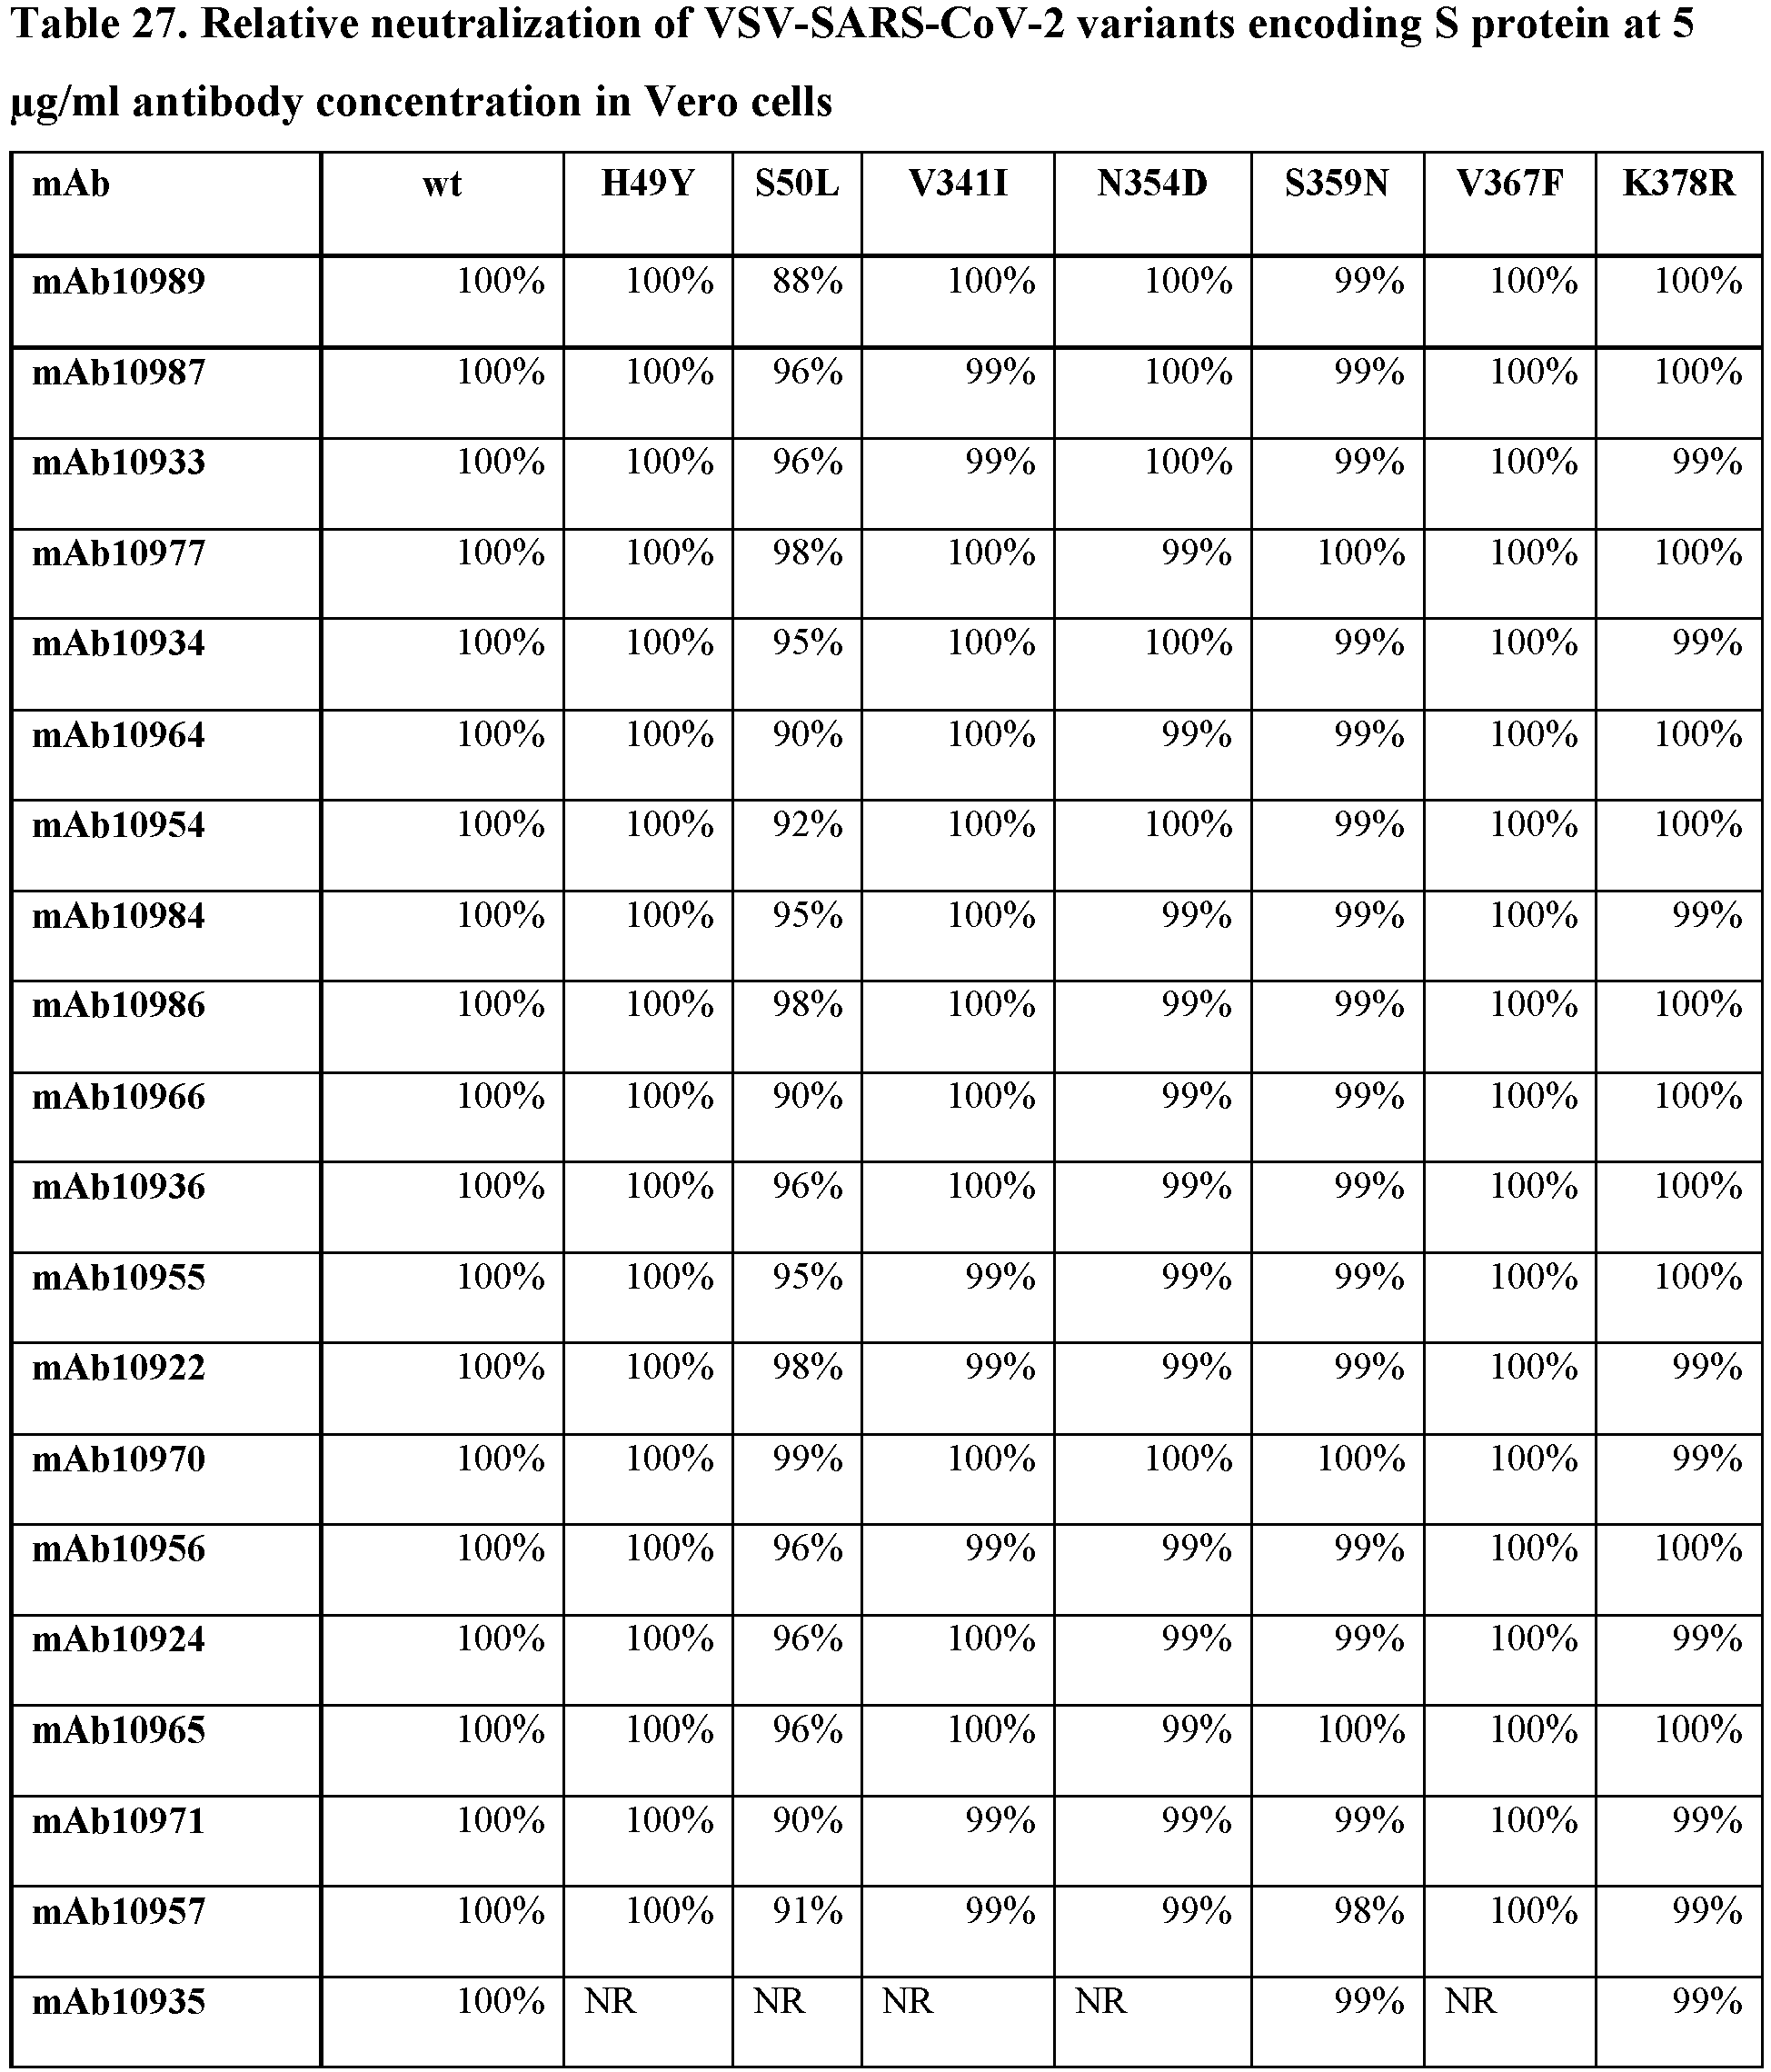 Table 27. Relative neutralization of VSV-SARS-CoV-2 variants encoding S protein at 5
µg/ml antibody concentration in Vero cells
mAb wt H49Y S50L V341I N354D S359N V367F K378R
mAb10989 100% 100% 88% 100% 100% 99% 100% 100%
mAb10987 100% 100% 96% 99% 100% 99% 100% 100%
mAb10933 100% 100% 96% 99% 100% 99% 100% 99%
mAb10977 100% 100% 98% 100% 99% 100% 100% 100%
mAb10934 100% 100% 95% 100% 100% 99% 100% 99%
mAb10964 100% 100% 90% 100% 99% 99% 100% 100%
mAb10954 100% 100% 92% 100% 100% 99% 100% 100%
mAb10984 100% 100% 95% 100% 99% 99% 100% 99%
mAb10986 100% 100% 98% 100% 99% 99% 100% 100%
mAb10966 100% 100% 90% 100% 99% 99% 100% 100%
mAb10936 100% 100% 96% 100% 99% 99% 100% 100%
mAb10955 100% 100% 95% 99% 99% 99% 100% 100%
mAb10922 100% 100% 98% 99% 99% 99% 100% 99%
mAb10970 100% 100% 99% 100% 100% 100% 100% 99%
mAb10956 100% 100% 96% 99% 99% 99% 100% 100%
mAb10924 100% 100% 96% 100% 99% 99% 100% 99%
mAb10965 100% 100% 96% 100% 99% 100% 100% 100%
mAb10971 100% 100% 90% 99% 99% 99% 100% 99%
mAb10957 100% 100% 91% 99% 99% 98% 100% 99%
mAb10935 100% NR NR NR NR 99% NR 99%